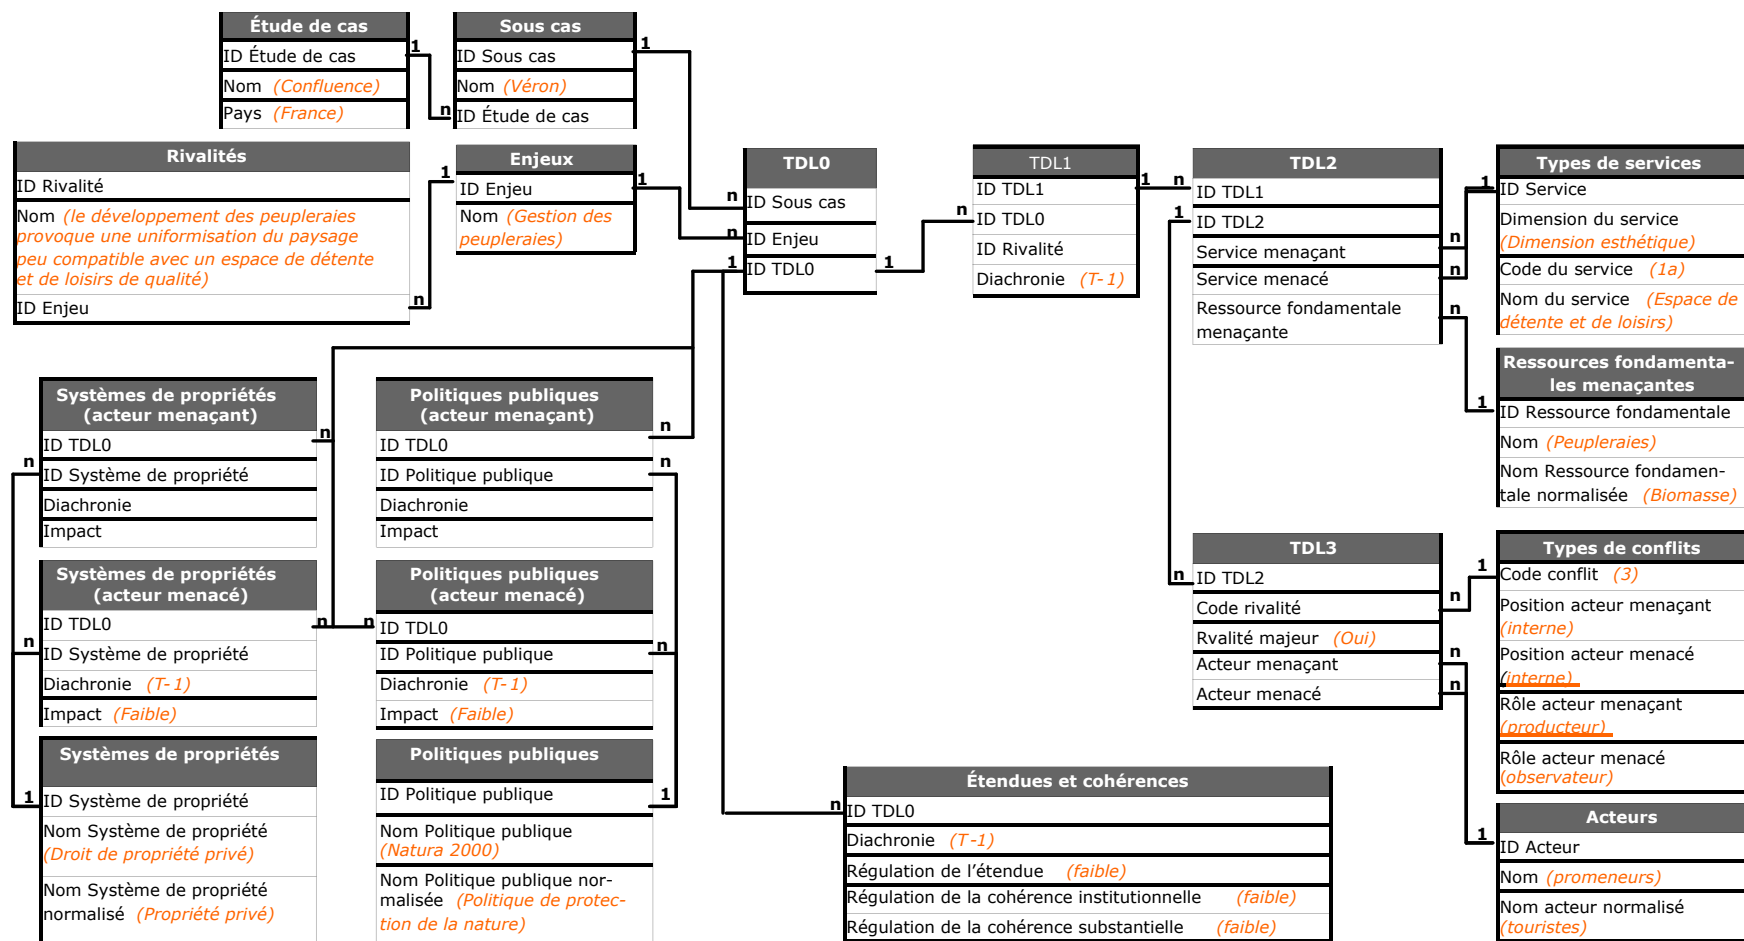 Étude de cas
ID Étude de cas
Nom (Confluence)
Pays (France)
1
n
Sous cas
ID Sous cas
Nom (Véron)
ID Étude de cas
1
Rivalités
ID Rivalité
Nom (le développement des peupleraies
provoque une uniformisation du paysage
peu compatible avec un espace de détente
et de loisirs de qualité)
ID Enjeu
n
1
Enjeux
ID Enjeu
Nom (Gestion des
peupleraies)
1
n
n
1
TDL0
ID Sous cas
ID Enjeu
ID TDL0
1
n
TDL1
ID TDL1
ID TDL0
ID Rivalité
Diachronie (T-1)
1
n
1
TDL2
ID TDL1
ID TDL2
Service menaçant
Service menacé
Ressource fondamentale
menaçante
n
n
n
1
Types de services
ID Service
Dimension du service
(Dimension esthétique)
Code du service (1a)
Nom du service (Espace de
détente et de loisirs)
1
Ressources fondamenta-
les menaçantes
ID Ressource fondamentale
Nom (Peupleraies)
Nom Ressource fondamen-
tale normalisée (Biomasse)
Systèmes de propriétés
(acteur menaçant)
ID TDL0
ID Système de propriété
Diachronie
Impact
n
n
Politiques publiques
(acteur menaçant)
ID TDL0
ID Politique publique
Diachronie
Impact
n
n
Systèmes de propriétés
(acteur menacé)
ID TDL0
ID Système de propriété
Diachronie (T-1)
Impact (Faible)
n
n
n
Politiques publiques
(acteur menacé)
ID TDL0
ID Politique publique
Diachronie (T-1)
Impact (Faible)
n
Systèmes de propriétés
ID Système de propriété
Nom Système de propriété
(Droit de propriété privé)
Nom Système de propriété
normalisé (Propriété privé)
1
Politiques publiques
ID Politique publique
Nom Politique publique
(Natura 2000)
Nom Politique publique nor-
malisée (Politique de protec-
tion de la nature)
1
TDL3
ID TDL2
Code rivalité
Rvalité majeur (Oui)
Acteur menaçant
Acteur menacé
n
n
n
n
Types de conflits
Code conflit (3)
Position acteur menaçant
(interne)
Position acteur menacé
(interne)
Rôle acteur menaçant
(producteur)
Rôle acteur menacé
(observateur)
1
Étendues et cohérences
ID TDL0
Diachronie (T-1)
Régulation de l'étendue (faible)
Régulation de la cohérence institutionnelle (faible)
Régulation de la cohérence substantielle (faible)
n
Acteurs
ID Acteur
Nom (promeneurs)
Nom acteur normalisé
(touristes)
1